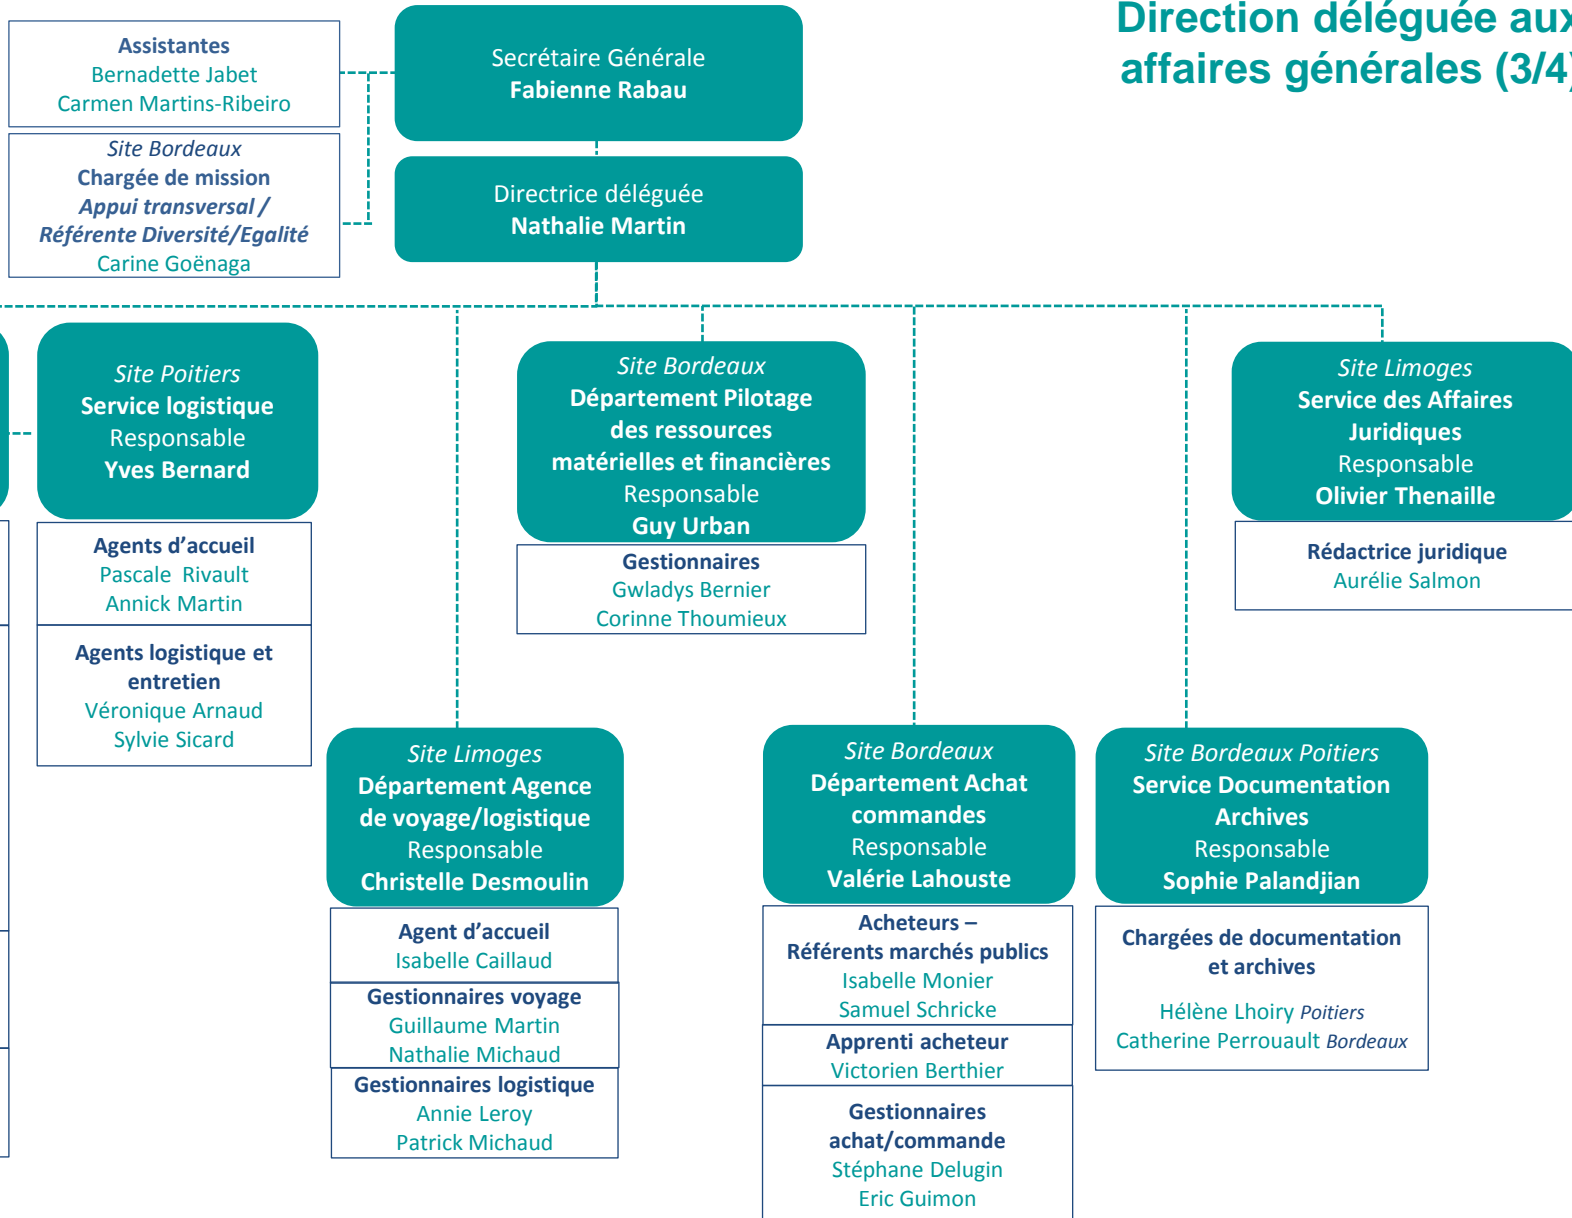 Direction déléguée aux
affaires générales (3/4)
Assistantes
Bernadette Jabet
Carmen Martins-Ribeiro
Secrétaire Générale
Fabienne Rabau
Site Bordeaux
Chargée de mission
Appui transversal /
Référente Diversité/Egalité
Carine Goënaga
Directrice déléguée
Nathalie Martin
Site Poitiers
Service logistique
Responsable
Yves Bernard
Agents d’accueil
Pascale Rivault
Annick Martin
Agents logistique et
entretien
Véronique Arnaud
Sylvie Sicard
Site Bordeaux
Département Pilotage
des ressources
matérielles et financières
Responsable
Guy Urban
Gestionnaires
Gwladys Bernier
Corinne Thoumieux
Site Limoges
Service des Affaires
Juridiques
Responsable
Olivier Thenaille
Rédactrice juridique
Aurélie Salmon
Site Limoges
Département Agence
de voyage/logistique
Responsable
Christelle Desmoulin
Agent d’accueil
Isabelle Caillaud
Gestionnaires voyage
Guillaume Martin
Nathalie Michaud
Gestionnaires logistique
Annie Leroy
Patrick Michaud
Site Bordeaux
Département Achat
commandes
Responsable
Valérie Lahouste
Acheteurs –
Référents marchés publics
Isabelle Monier
Samuel Schricke
Apprenti acheteur
Victorien Berthier
Gestionnaires
achat/commande
Stéphane Delugin
Eric Guimon
Site Bordeaux Poitiers
Service Documentation
Archives
Responsable
Sophie Palandjian
Chargées de documentation
et archives
Hélène Lhoiry Poitiers
Catherine Perrouault Bordeaux